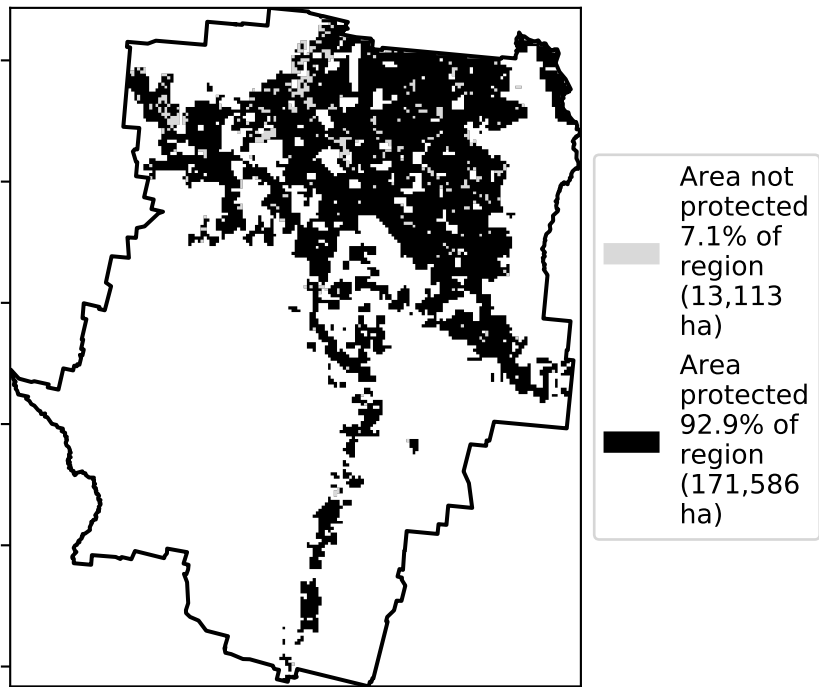 Area not
protected
7.1% of
region
(13,113
ha)
Area
protected
92.9% of
region
(171,586
ha)